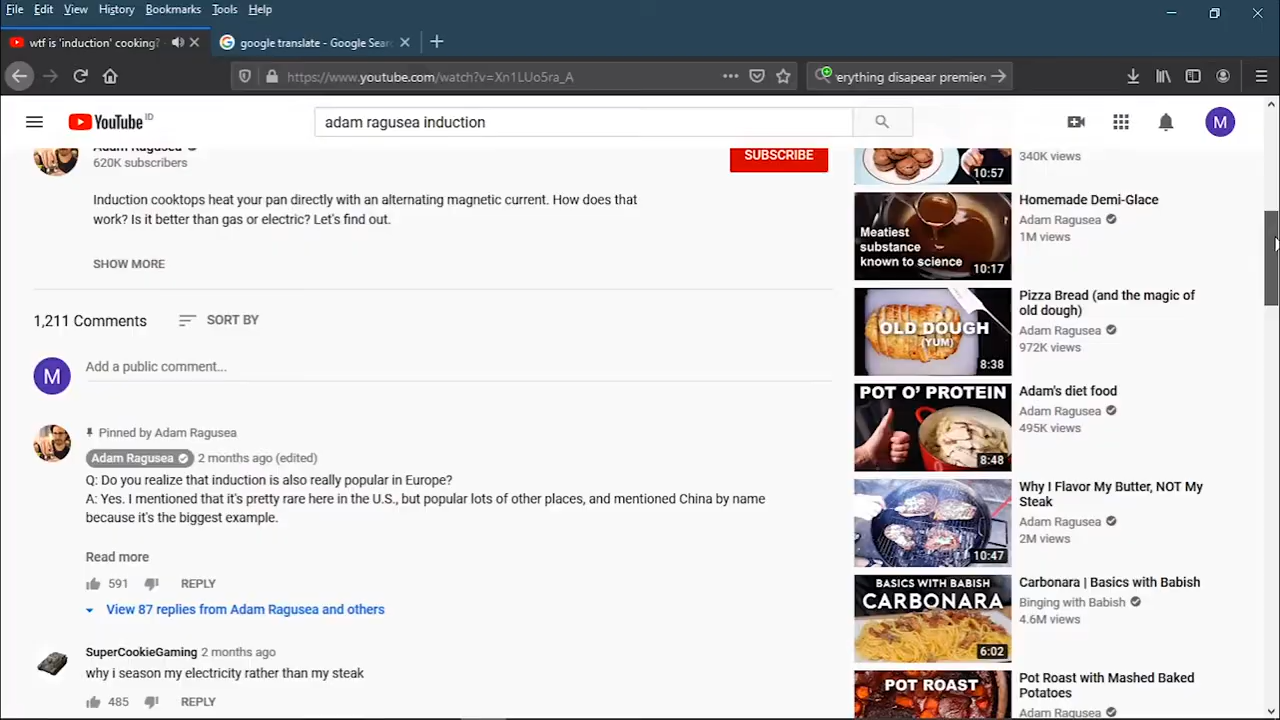 File Edit View History Bookmarks Tools Help
wtf is 'induction' cooking?
google translate - Google Sear
https://www.youtube.com/watch?v=Xn1LUo5ra_A
erything disapear premien
YouTube ID
adam ragusea induction
M
Adam Ragusea
620K subscribers
SUBSCRIBE
Induction cooktops heat your pan directly with an alternating magnetic current. How does that
work? Is it better than gas or electric? Let's find out.
SHOW MORE
1,211 Comments
SORT BY
M
Add a public comment...
Pinned by Adam Ragusea
Adam Ragusea 2 months ago (edited)
Q: Do you realize that induction is also really popular in Europe?
A: Yes. I mentioned that it's pretty rare here in the U.S., but popular lots of other places, and mentioned China by name
because it's the biggest example.
Read more
591 REPLY
View 87 replies from Adam Ragusea and others
SuperCookieGaming 2 months ago
why i season my electricity rather than my steak
485 REPLY
10:57
340K views
Meatiest
substance
known to science
10:17
Homemade Demi-Glace
Adam Ragusea
1M views
OLD DOUGH
(YUM)
8:38
Pizza Bread (and the magic of
old dough)
Adam Ragusea
972K views
POT O' PROTEIN
8:48
Adam's diet food
Adam Ragusea
495K views
10:47
Why I Flavor My Butter, NOT My
Steak
Adam Ragusea
2M views
BASICS WITH BABISH
CARBONARA
6:02
Carbonara | Basics with Babish
Binging with Babish
4.6M views
POT ROAST
Pot Roast with Mashed Baked
Potatoes
Adam Ragusea